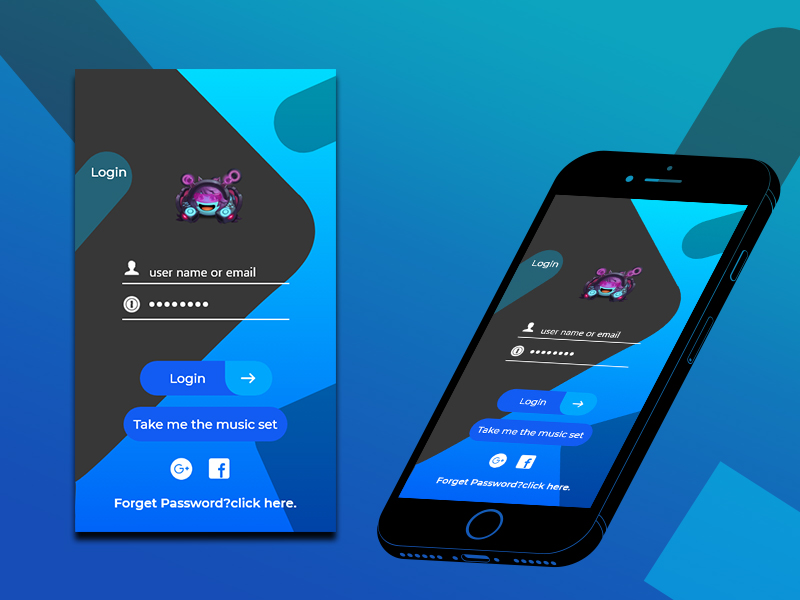 Login
user name or email
Login
Take me the music set
G+
f
Forget Password?click here.
Login
user name or email
Login
Take me the music set
G+
f
Forget Password?click here.